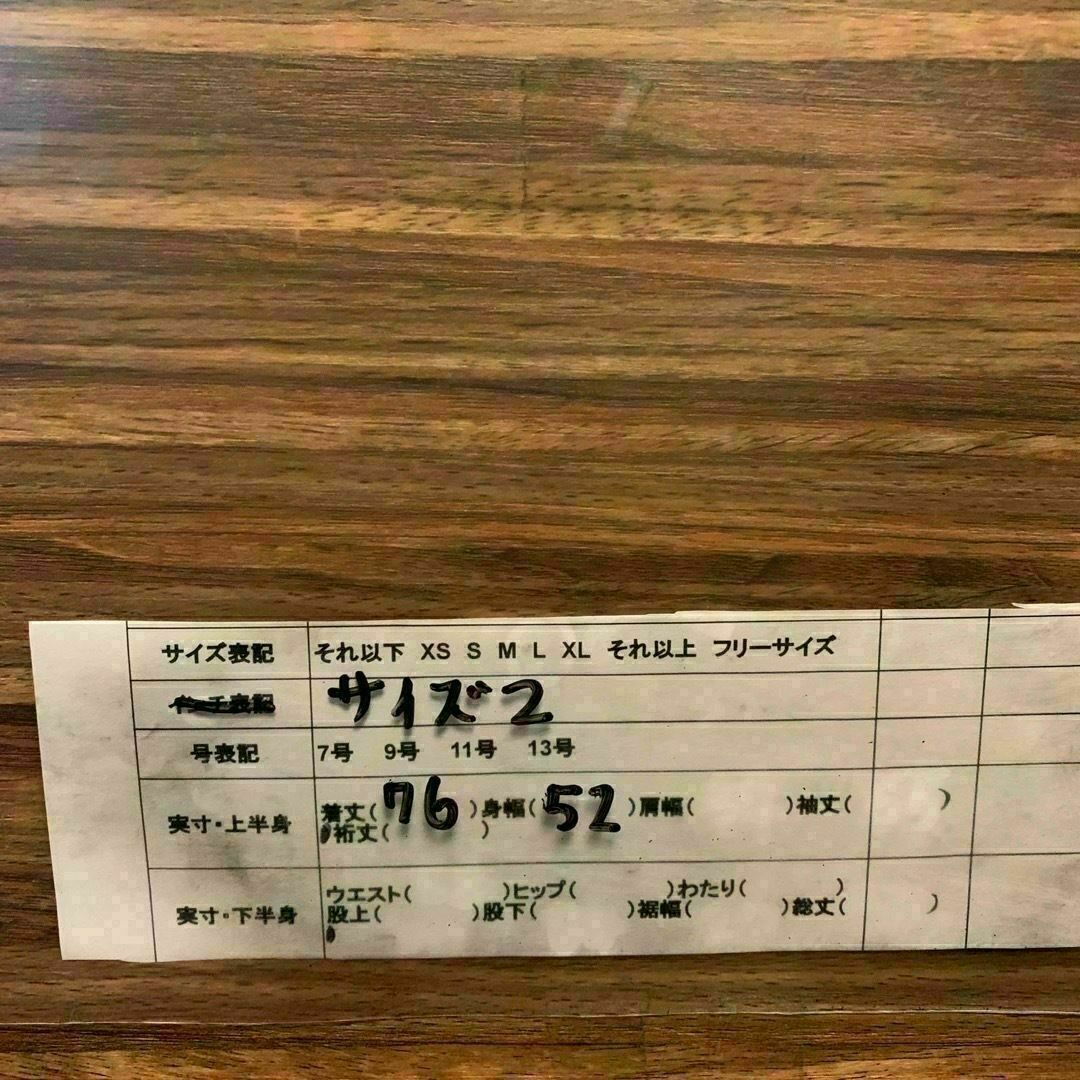 サイズ表記 それ以下 XS S M L XL それ以上 フリーサイズ
サイズ2
号表記 7号 9号 11号 13号
実寸・上半身 着丈(76)身幅(52)肩幅( )袖丈( )
裄丈( )
実寸・下半身 ウエスト( )ヒップ( )わたり( )
股上( )股下( )裾幅( )総丈( )